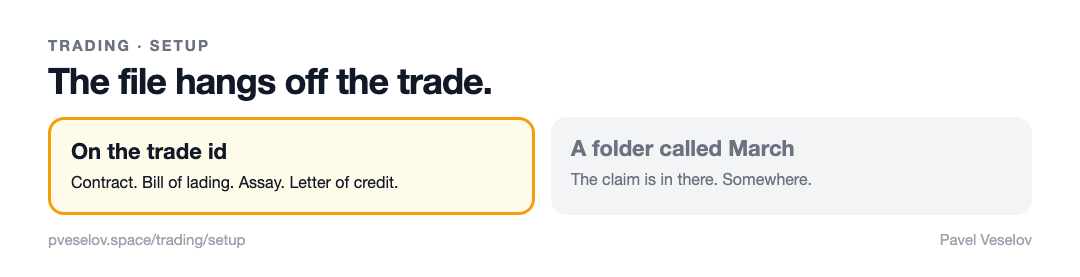 TRADING · SETUP
The file hangs off the trade.
On the trade id
Contract. Bill of lading. Assay. Letter of credit.
A folder called March
The claim is in there. Somewhere.
pveselov.space/trading/setup
Pavel Veselov